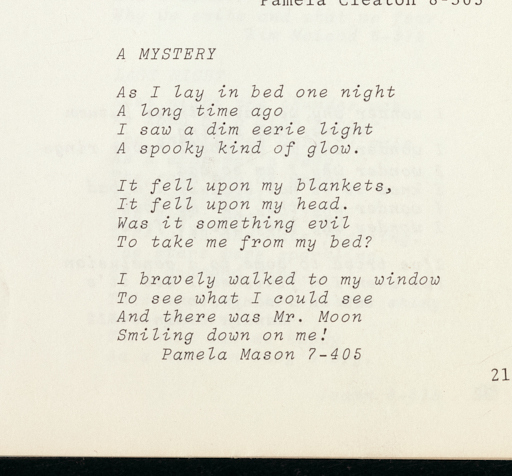 Pamela Cleaton 8-303
A MYSTERY
As I lay in bed one night
A long time ago
I saw a dim eerie light
A spooky kind of glow.
It fell upon my blankets,
It fell upon my head.
Was it something evil
To take me from my bed?
I bravely walked to my window
To see what I could see
And there was Mr. Moon
Smiling down on me!
Pamela Mason 7-405
21